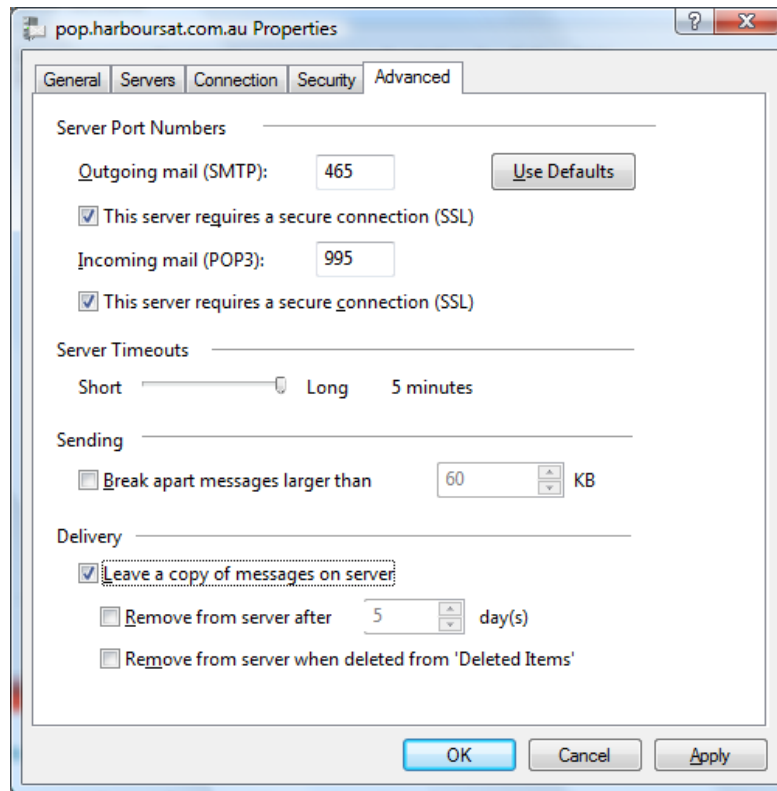 pop.harboursat.com.au Properties
General Servers Connection Security Advanced
Server Port Numbers
Outgoing mail (SMTP): 465 Use Defaults
This server requires a secure connection (SSL)
Incoming mail (POP3): 995
This server requires a secure connection (SSL)
Server Timeouts
Short Long 5 minutes
Sending
Break apart messages larger than 60 KB
Delivery
Leave a copy of messages on server
Remove from server after 5 day(s)
Remove from server when deleted from 'Deleted Items'
OK Cancel Apply